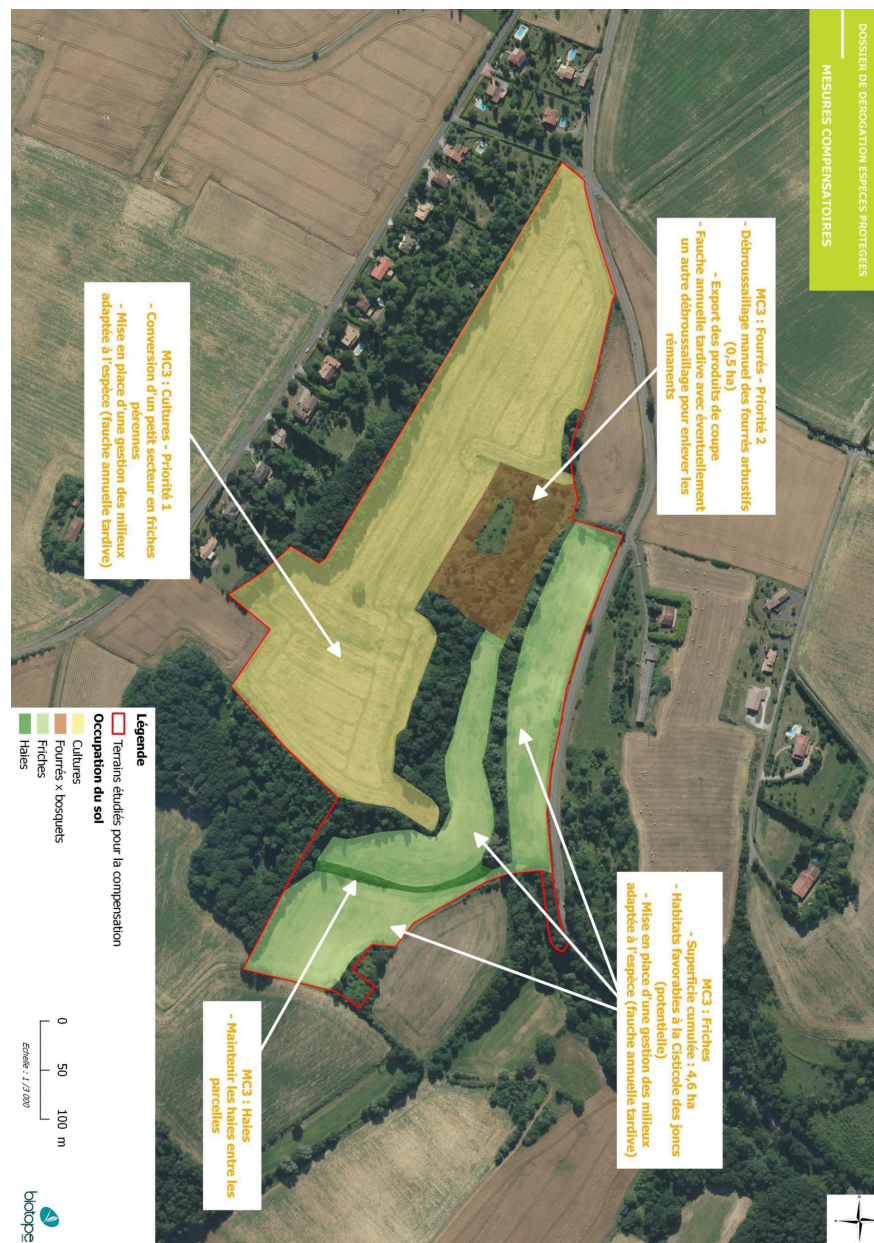 DOSSIER DE DEROGATION ESPECES PROTEGEES
MESURES COMPENSATOIRES
MC3 : Fourrés - Priorité 2
- Débroussaillage manuel des fourrés arbustifs
(0,5 ha)
- Export des produits de coupe
- Fauche annuelle tardive avec éventuellement
un autre débroussaillage pour enlever les
rémanents
MC3 : Friches
- Superficie cumulée : 4,6 ha
- Habitats favorables à la Cisticole des joncs
(potentielle)
- Mise en place d'une gestion des milieux
adaptée à l'espèce (fauche annuelle tardive)
MC3 : Cultures - Priorité 1
- Conversion d'un petit secteur en friches
pérennes
- Mise en place d'une gestion des milieux
adaptée à l'espèce (fauche annuelle tardive)
MC3 : Haies
- Maintenir les haies entre les
parcelles
Légende
Terrains étudiés pour la compensation
Occupation du sol
Cultures
Fourrés x bosquets
Friches
Haies
0 50 100 m
Echelle : 1/3 000
biotope